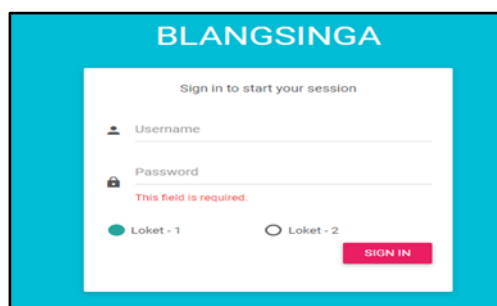 BLANGSINGA
Sign in to start your session
Username
Password
This field is required.
Loket - 1 Loket - 2
SIGN IN